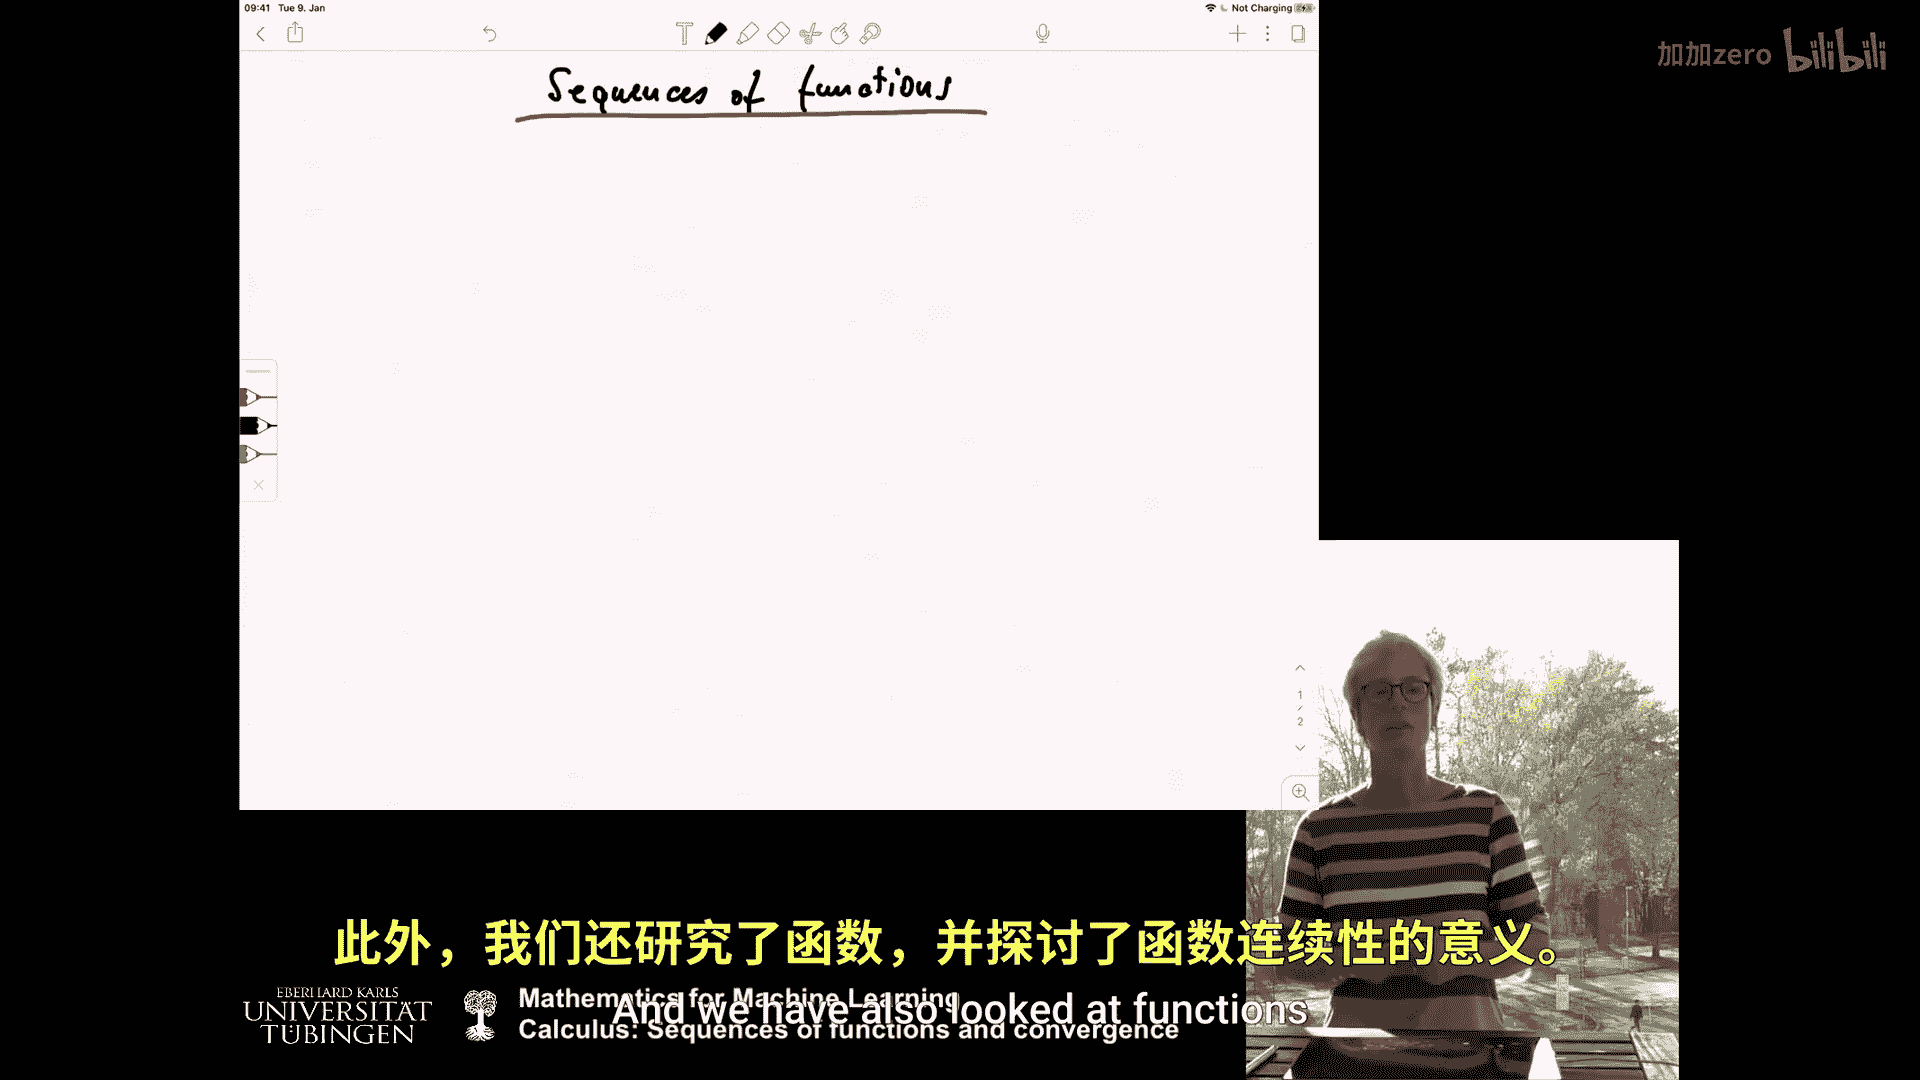 09:41 Tue 9. Jan
Not Charging
加加zero bilibili
T
Sequences of functions
1
/
2
此外，我们还研究了函数，并探讨了函数连续性的意义。
EBERHARD KARLS
UNIVERSITÄT
TÜBINGEN
Mathematics for Machine Learning
And we have also looked at functions
Calculus: Sequences of functions and convergence